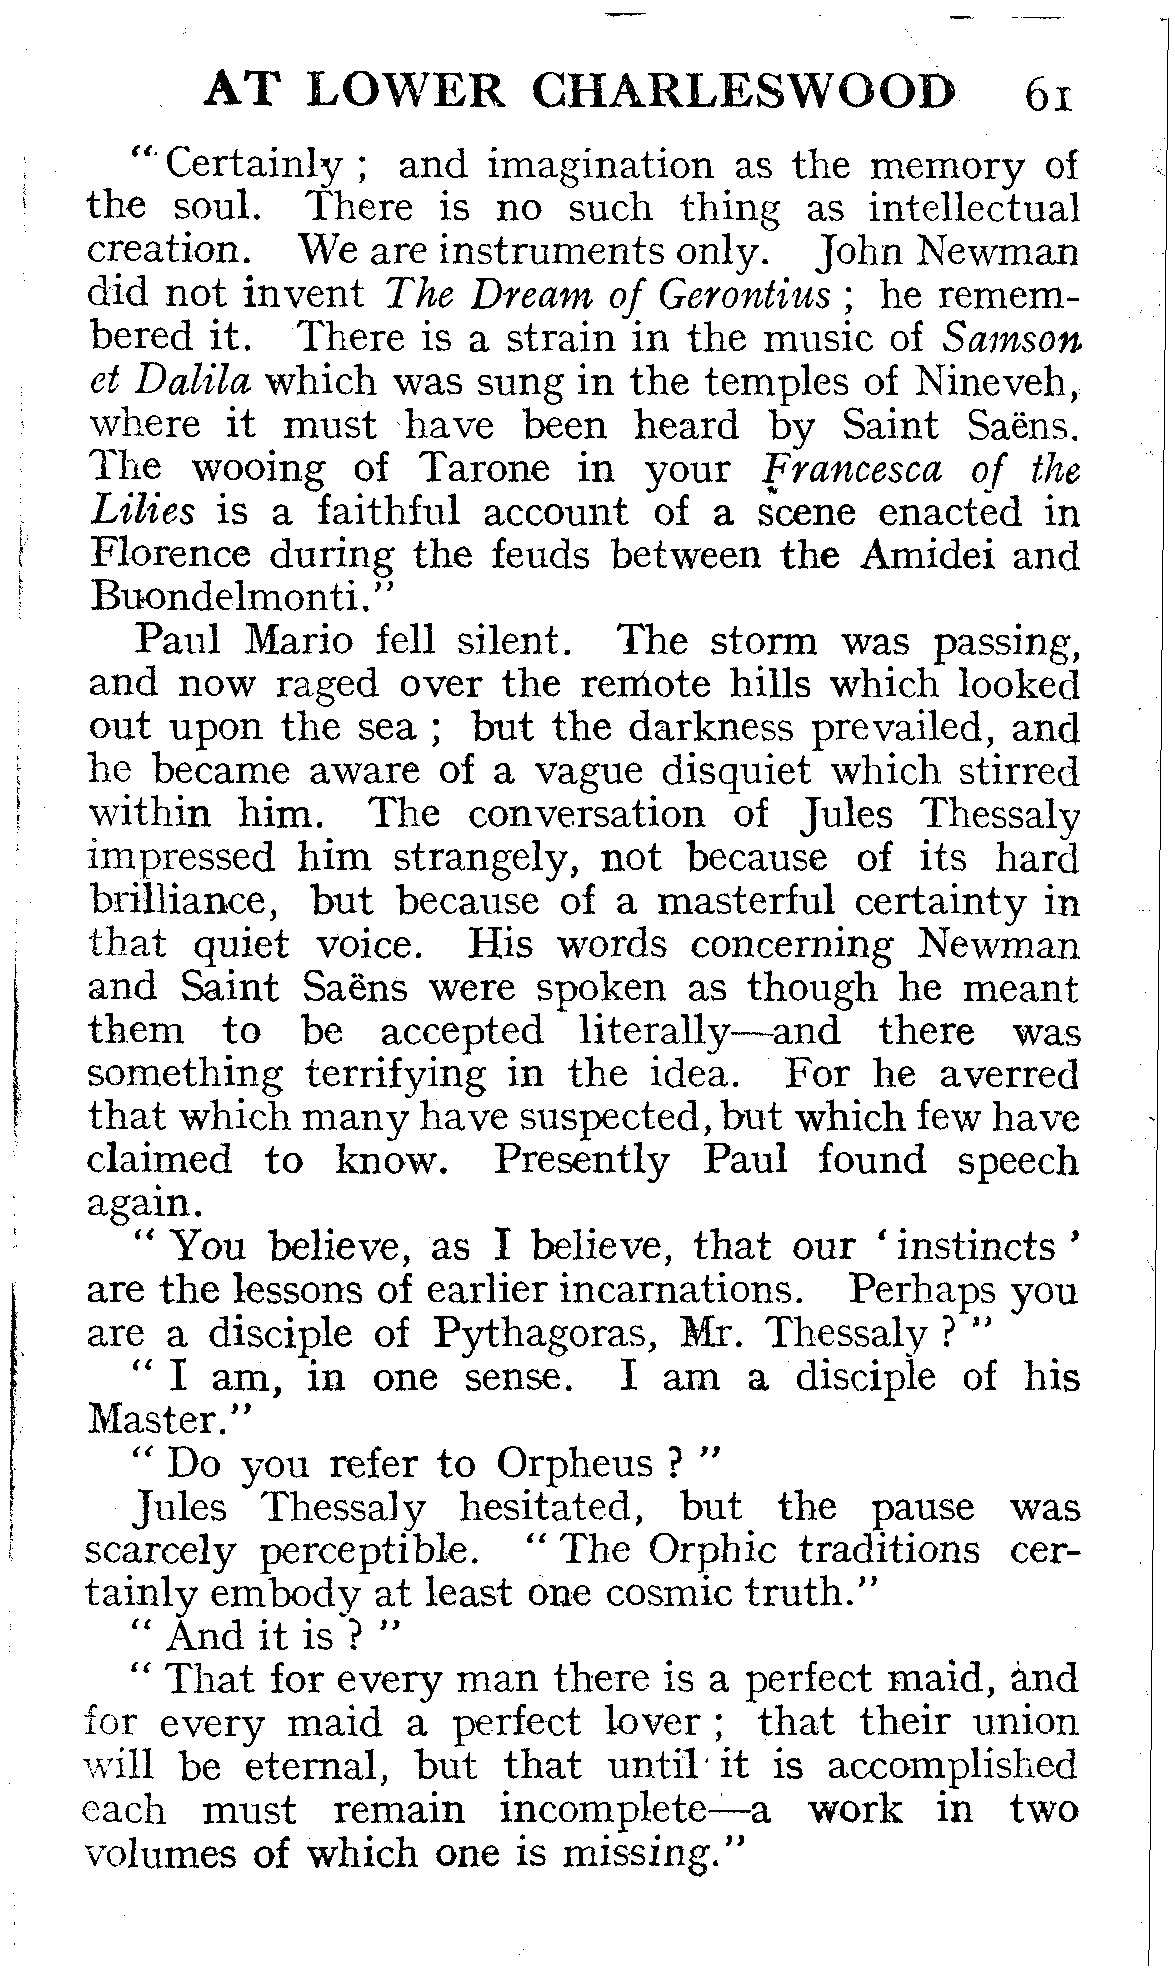 AT LOWER CHARLESWOOD 61
“ Certainly ; and imagination as the memory of
the soul. There is no such thing as intellectual
creation. We are instruments only. John Newman
did not invent The Dream of Gerontius ; he remem-
bered it. There is a strain in the music of Samson
et Dalila which was sung in the temples of Nineveh,
where it must have been heard by Saint Saëns.
The wooing of Tarone in your Francesca of the
Lilies is a faithful account of a scene enacted in
Florence during the feuds between the Amidei and
Buondelmonti.”
Paul Mario fell silent. The storm was passing,
and now raged over the remote hills which looked
out upon the sea ; but the darkness prevailed, and
he became aware of a vague disquiet which stirred
within him. The conversation of Jules Thessaly
impressed him strangely, not because of its hard
brilliance, but because of a masterful certainty in
that quiet voice. His words concerning Newman
and Saint Saëns were spoken as though he meant
them to be accepted literally—and there was
something terrifying in the idea. For he averred
that which many have suspected, but which few have
claimed to know. Presently Paul found speech
again.
“ You believe, as I believe, that our ‘ instincts ’
are the lessons of earlier incarnations. Perhaps you
are a disciple of Pythagoras, Mr. Thessaly ? ”
“ I am, in one sense. I am a disciple of his
Master.”
“ Do you refer to Orpheus ? ”
Jules Thessaly hesitated, but the pause was
scarcely perceptible. “ The Orphic traditions cer-
tainly embody at least one cosmic truth.”
“ And it is ? ”
“ That for every man there is a perfect maid, and
for every maid a perfect lover ; that their union
will be eternal, but that until it is accomplished
each must remain incomplete—a work in two
volumes of which one is missing.”